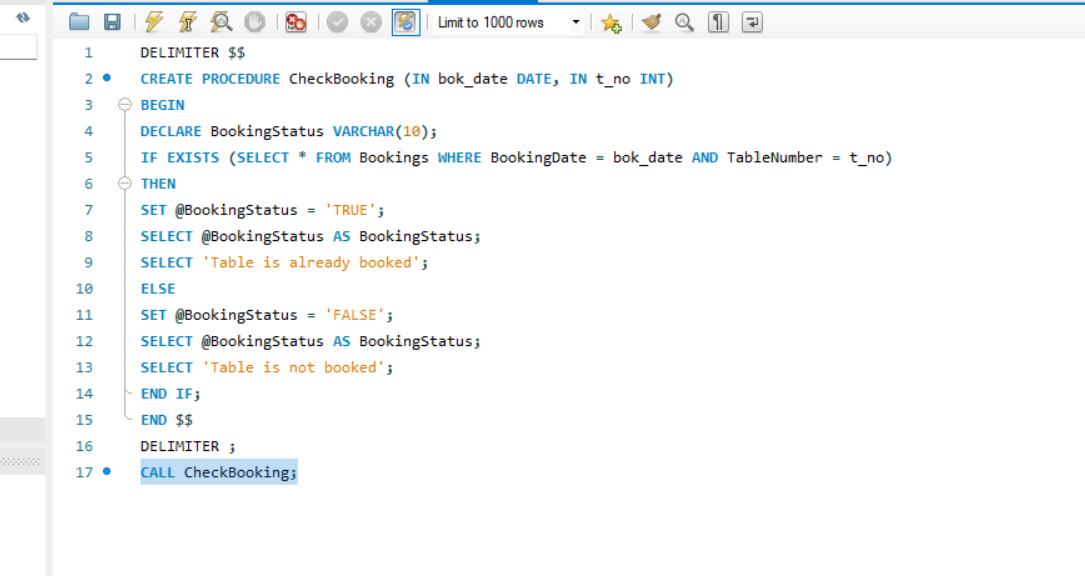 Limit to 1000 rows
1 DELIMITER $$
2 CREATE PROCEDURE CheckBooking (IN bok_date DATE, IN t_no INT)
3 BEGIN
4 DECLARE BookingStatus VARCHAR(10);
5 IF EXISTS (SELECT * FROM Bookings WHERE BookingDate = bok_date AND TableNumber = t_no)
6 THEN
7 SET @BookingStatus = 'TRUE';
8 SELECT @BookingStatus AS BookingStatus;
9 SELECT 'Table is already booked';
10 ELSE
11 SET @BookingStatus = 'FALSE';
12 SELECT @BookingStatus AS BookingStatus;
13 SELECT 'Table is not booked';
14 END IF;
15 END $$
16 DELIMITER ;
17 CALL CheckBooking;